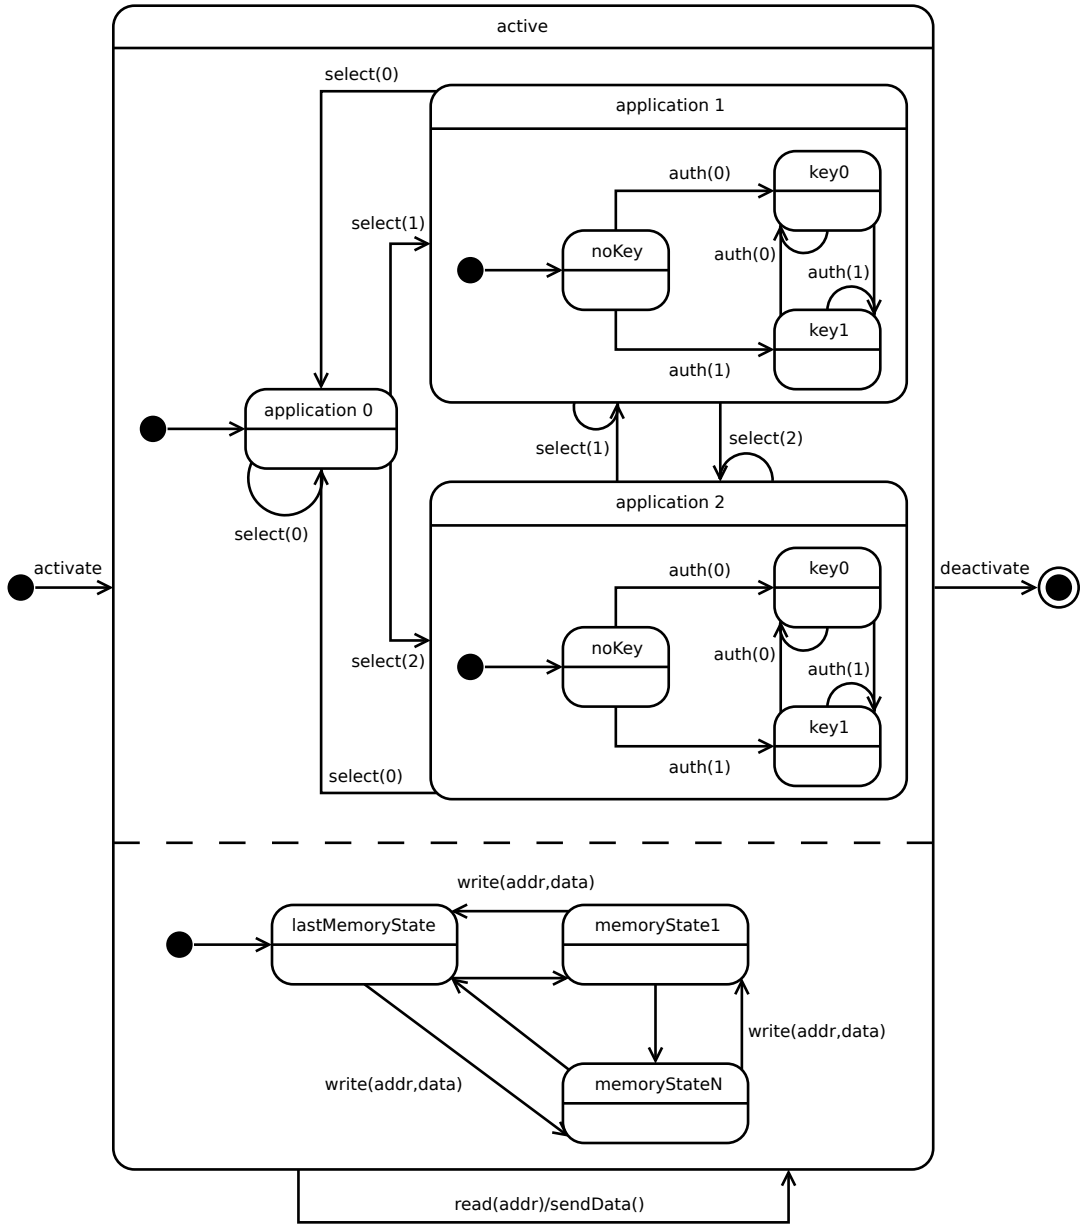 active
select(0)
application 1
select(1)
auth(0)
key0
noKey
auth(0)
auth(1)
key1
auth(1)
application 0
select(0)
select(1)
select(2)
application 2
activate
deactivate
auth(0)
key0
noKey
auth(0)
auth(1)
key1
auth(1)
select(2)
select(0)
write(addr,data)
lastMemoryState
memoryState1
write(addr,data)
write(addr,data)
memoryStateN
read(addr)/sendData()